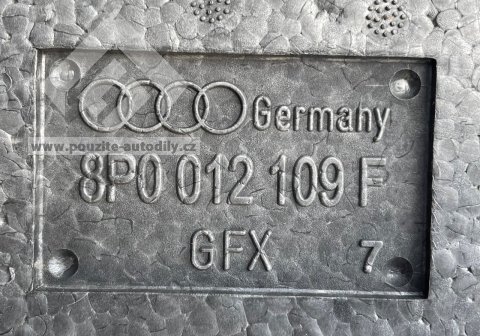 Germany
www.pouzite-autodily.cz
8P0 012 109 F
GFX 7